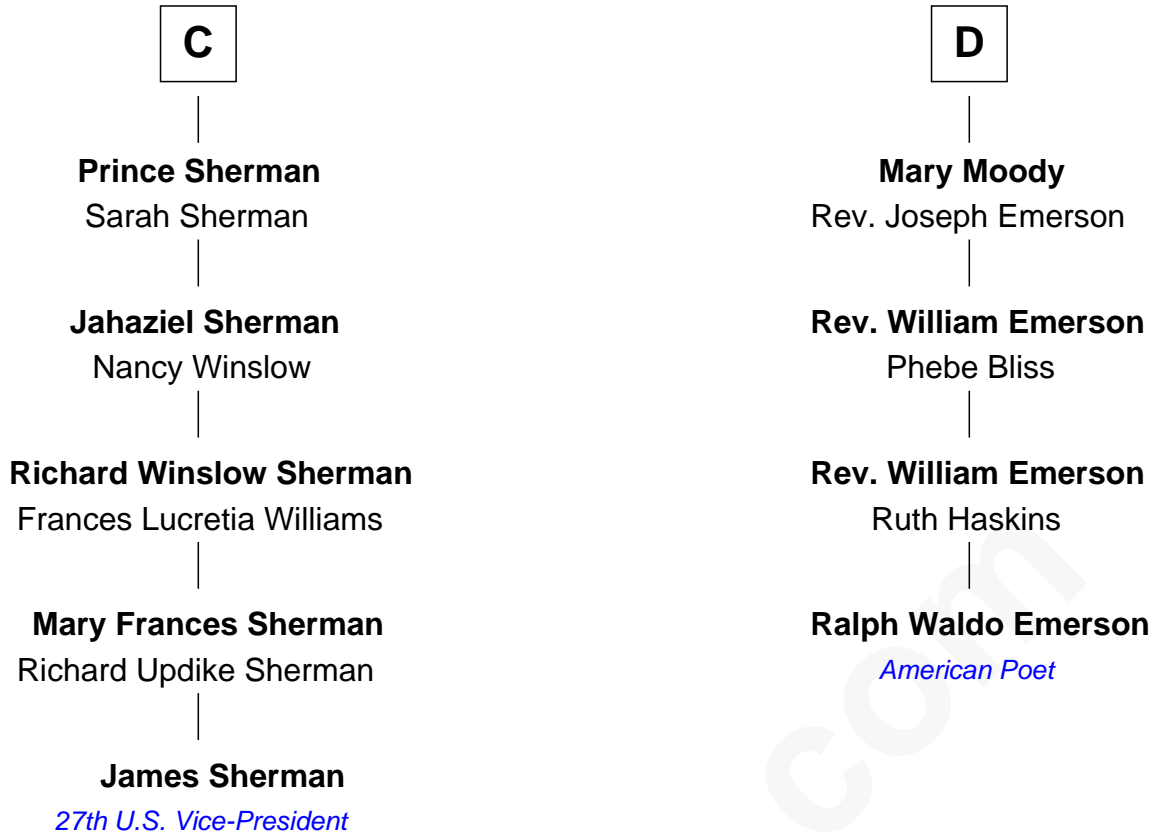 C
Prince Sherman
Sarah Sherman
Jahaziel Sherman
Nancy Winslow
Richard Winslow Sherman
Frances Lucretia Williams
Mary Frances Sherman
Richard Updike Sherman
James Sherman
27th U.S. Vice-President
D
Mary Moody
Rev. Joseph Emerson
Rev. William Emerson
Phebe Bliss
Rev. William Emerson
Ruth Haskins
Ralph Waldo Emerson
American Poet
com